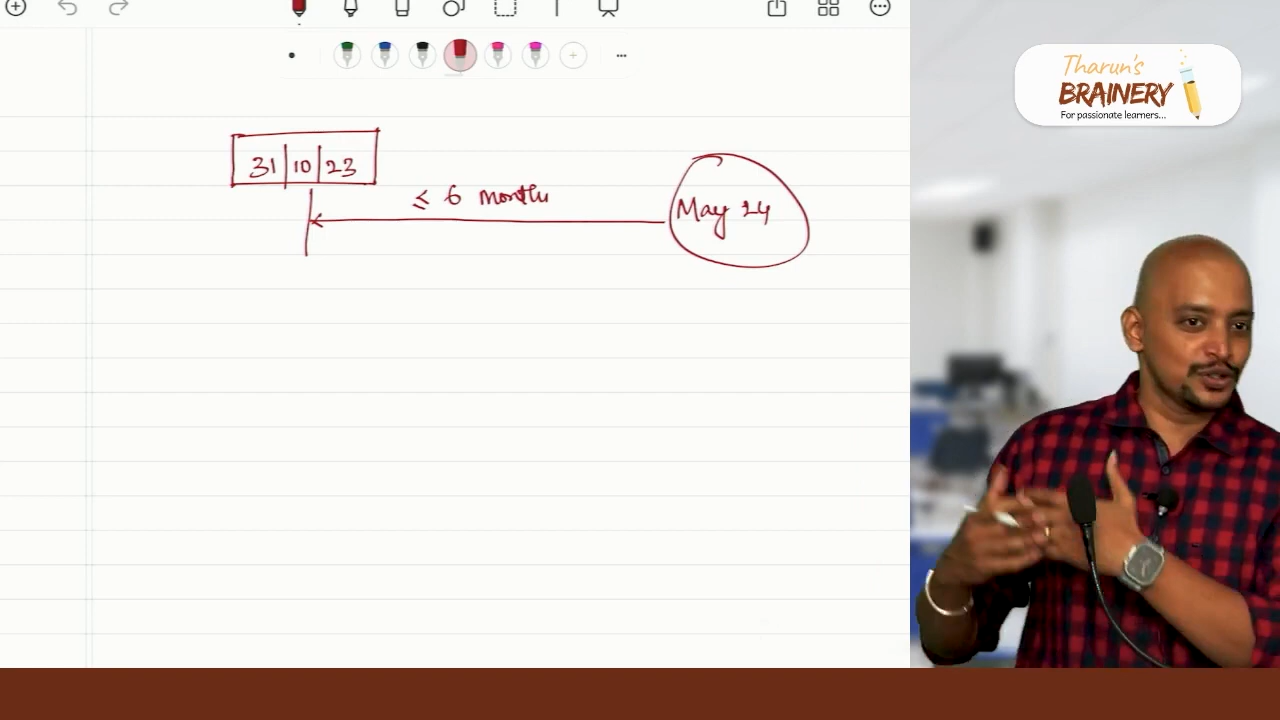 Tharun's
BRAINERY
For passionate learners...
31|10|23
≤ 6 months
May 24